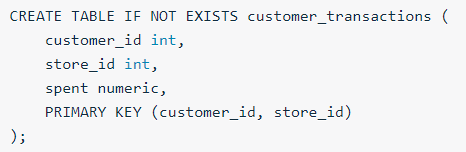 CREATE TABLE IF NOT EXISTS customer_transactions (
    customer_id int,
    store_id int,
    spent numeric,
    PRIMARY KEY (customer_id, store_id)
);